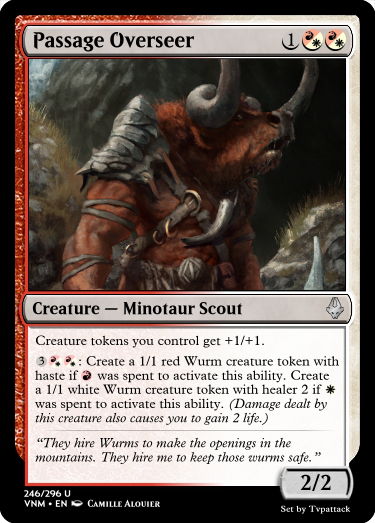 Passage Overseer 1
Creature — Minotaur Scout
Creature tokens you control get +1/+1.
3 : Create a 1/1 red Wurm creature token with
haste if was spent to activate this ability. Create
a 1/1 white Wurm creature token with healer 2 if
was spent to activate this ability. (Damage dealt by
this creature also causes you to gain 2 life.)
“They hire Wurms to make the openings in the
mountains. They hire me to keep those wurms safe.”
2/2
246/296 U
VNM • EN Camille Alquier
Set by Tvpattack